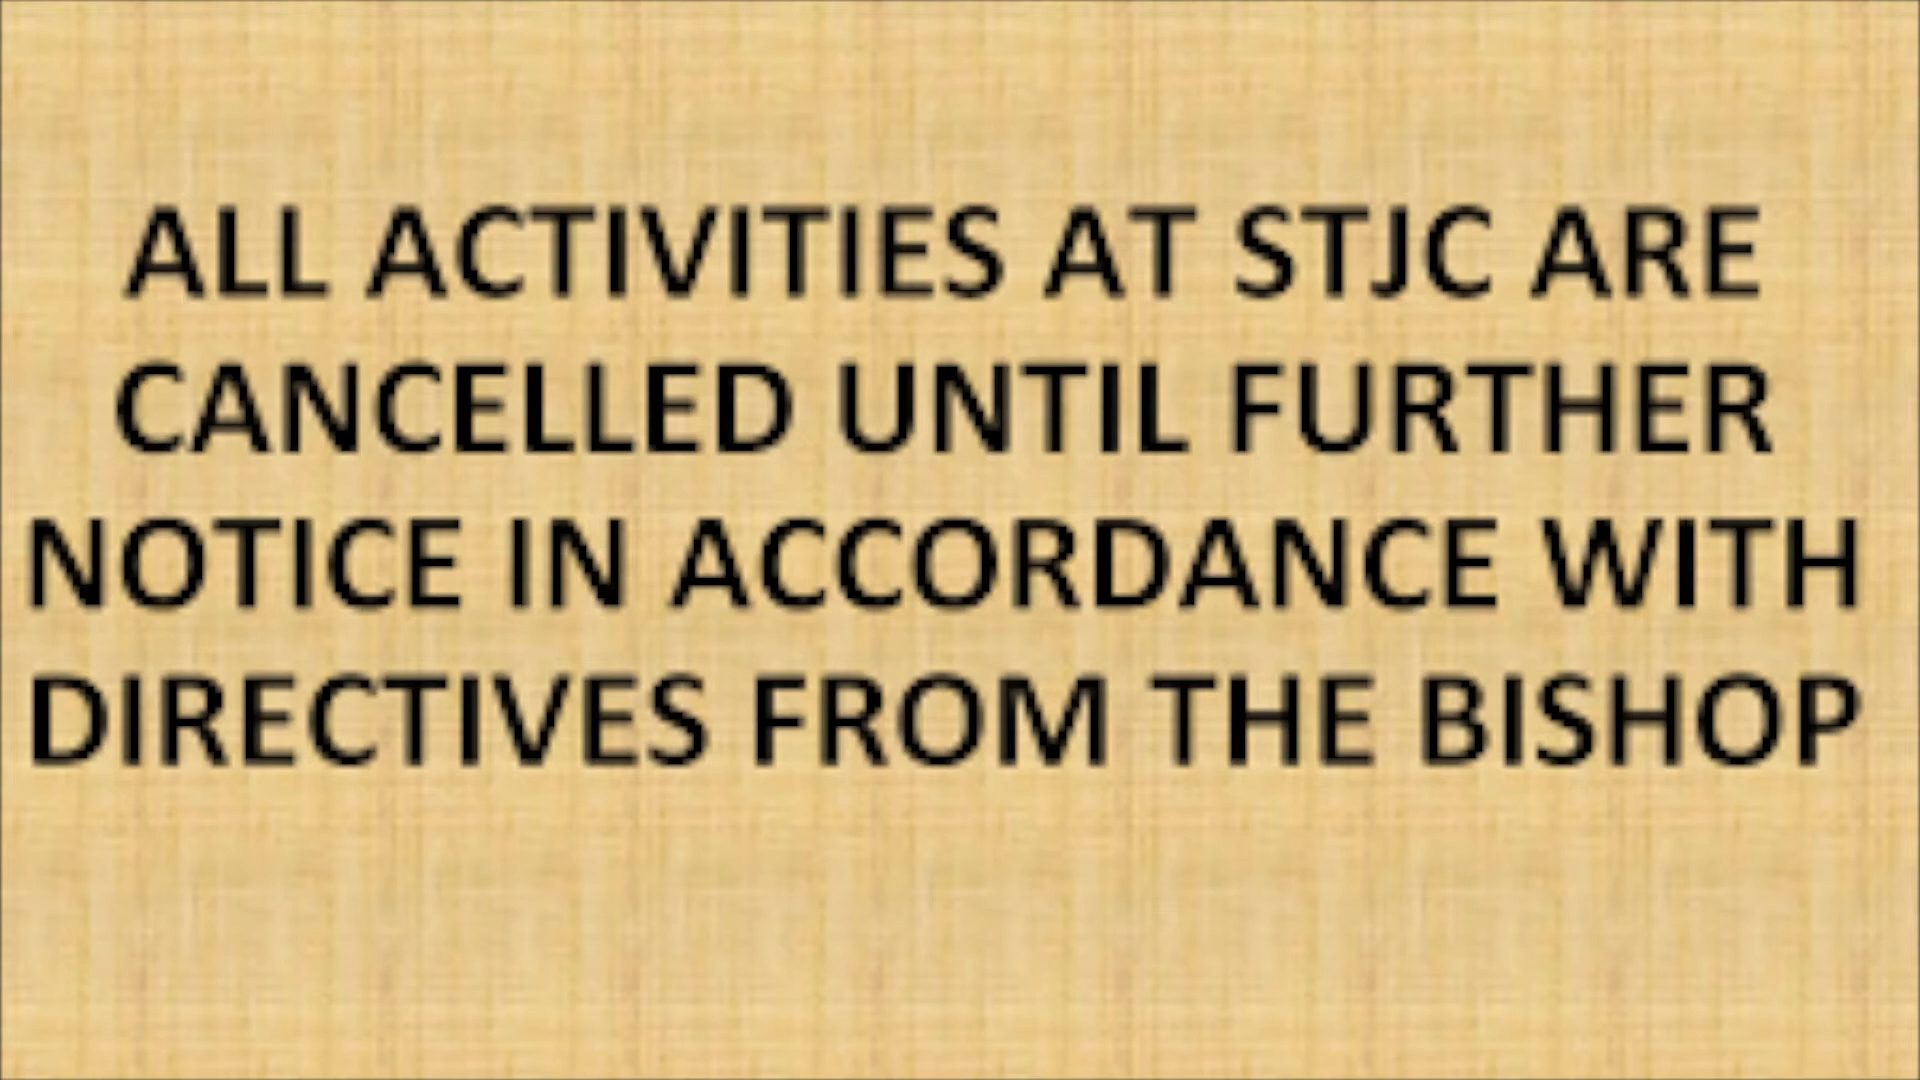 ALL ACTIVITIES AT STJC ARE
CANCELLED UNTIL FURTHER
NOTICE IN ACCORDANCE WITH
DIRECTIVES FROM THE BISHOP